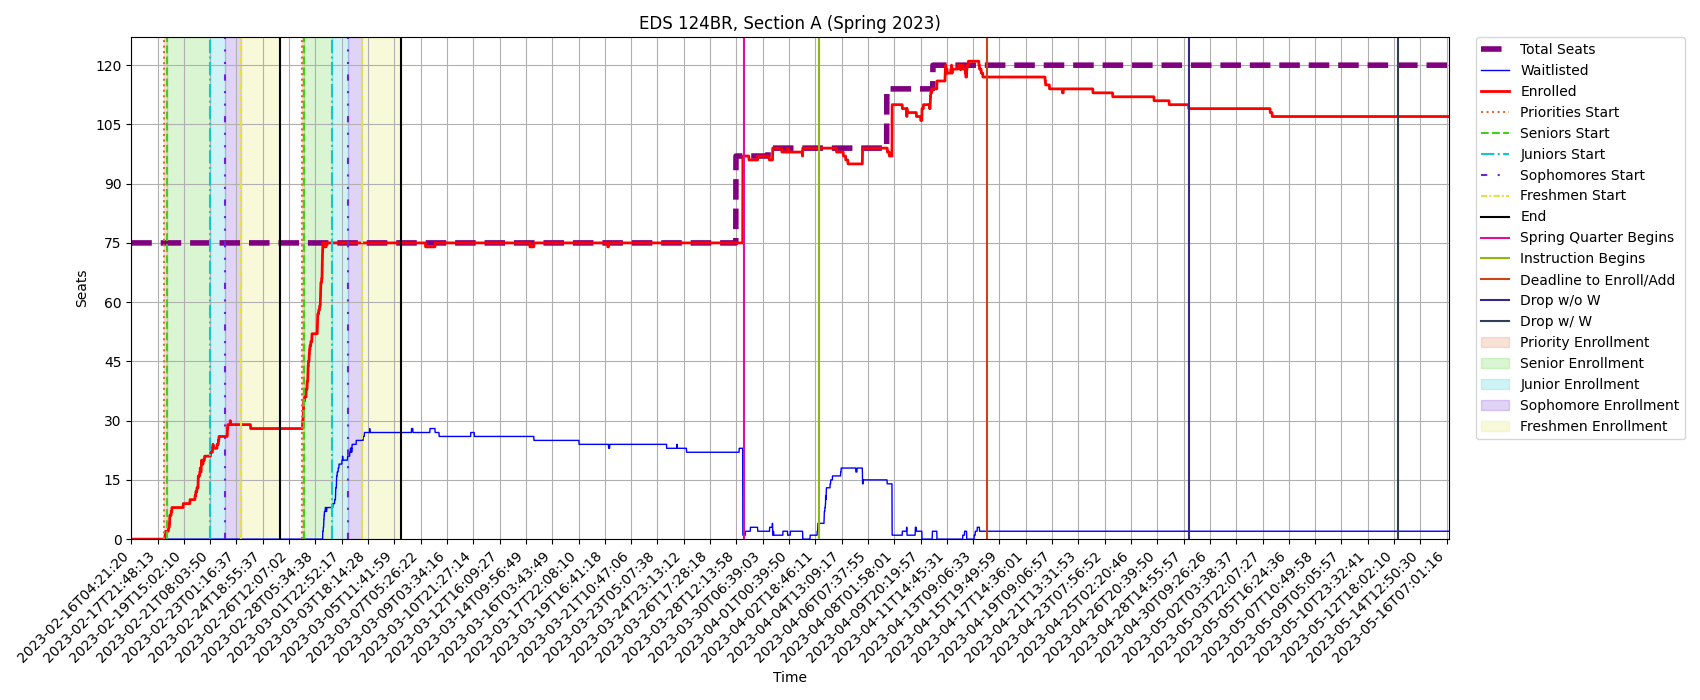 EDS 124BR, Section A (Spring 2023)
Seats
120
105
90
75
60
45
30
15
0
2023-02-16T04:21:20
2023-02-17T21:48:13
2023-02-19T15:02:10
2023-02-21T08:03:50
2023-02-23T01:16:37
2023-02-24T18:55:37
2023-02-26T12:07:02
2023-02-28T05:34:38
2023-03-01T22:52:17
2023-03-03T18:14:28
2023-03-05T11:41:59
2023-03-07T05:26:22
2023-03-09T03:34:16
2023-03-10T21:27:14
2023-03-12T16:09:27
2023-03-14T09:56:49
2023-03-16T03:43:49
2023-03-17T22:08:10
2023-03-19T16:41:18
2023-03-21T10:47:06
2023-03-23T05:07:38
2023-03-24T23:13:12
2023-03-26T17:28:18
2023-03-28T12:13:58
2023-03-30T06:39:03
2023-04-01T00:39:50
2023-04-02T18:46:11
2023-04-04T13:09:17
2023-04-06T07:37:55
2023-04-08T01:58:01
2023-04-09T20:19:57
2023-04-11T14:45:31
2023-04-13T09:06:33
2023-04-15T19:49:59
2023-04-17T14:36:01
2023-04-19T09:06:57
2023-04-21T13:31:53
2023-04-23T07:56:52
2023-04-25T02:20:46
2023-04-26T20:39:50
2023-04-28T14:55:57
2023-04-30T09:26:26
2023-05-02T03:38:37
2023-05-03T22:07:27
2023-05-05T16:24:36
2023-05-07T10:49:58
2023-05-09T05:05:57
2023-05-10T23:32:41
2023-05-12T18:02:10
2023-05-14T12:50:30
2023-05-16T07:01:16
Time
Total Seats
Waitlisted
Enrolled
Priorities Start
Seniors Start
Juniors Start
Sophomores Start
Freshmen Start
End
Spring Quarter Begins
Instruction Begins
Deadline to Enroll/Add
Drop w/o W
Drop w/ W
Priority Enrollment
Senior Enrollment
Junior Enrollment
Sophomore Enrollment
Freshmen Enrollment